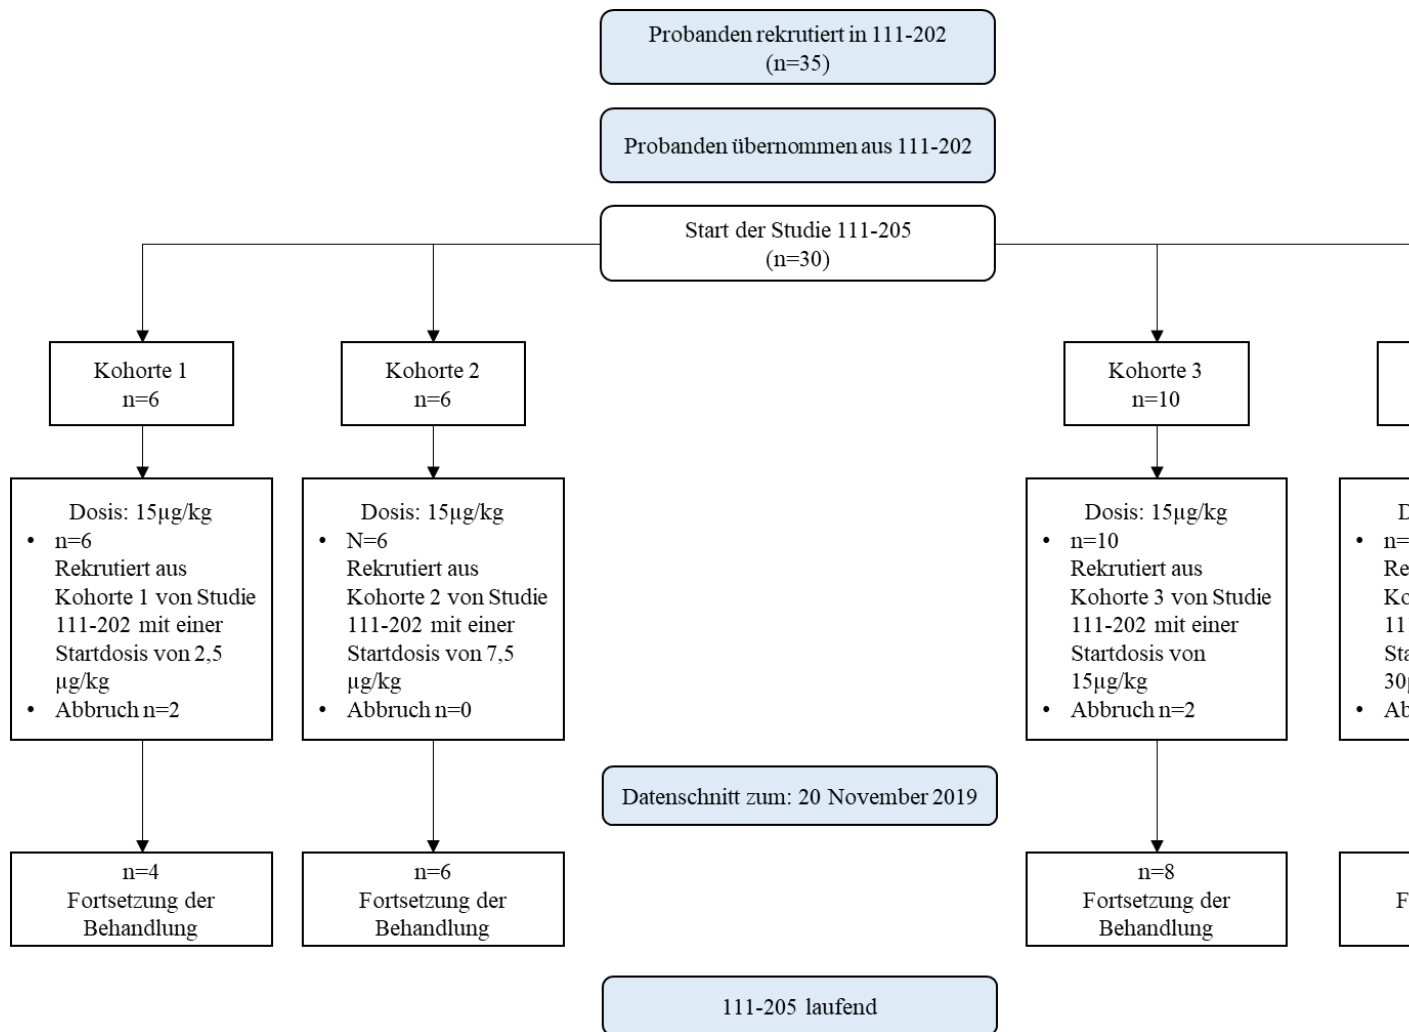 Probanden rekrutiert in 111-202
(n=35)
Probanden übernommen aus 111-202
Start der Studie 111-205
(n=30)
Kohorte 1
n=6
Kohorte 2
n=6
Kohorte 3
n=10
Dosis: 15µg/kg
• n=6
Rekrutiert aus
Kohorte 1 von Studie
111-202 mit einer
Startdosis von 2,5
µg/kg
• Abbruch n=2
Dosis: 15µg/kg
• N=6
Rekrutiert aus
Kohorte 2 von Studie
111-202 mit einer
Startdosis von 7,5
µg/kg
• Abbruch n=0
Dosis: 15µg/kg
• n=10
Rekrutiert aus
Kohorte 3 von Studie
111-202 mit einer
Startdosis von
15µg/kg
• Abbruch n=2
Datenschnitt zum: 20 November 2019
n=4
Fortsetzung der
Behandlung
n=6
Fortsetzung der
Behandlung
n=8
Fortsetzung der
Behandlung
111-205 laufend